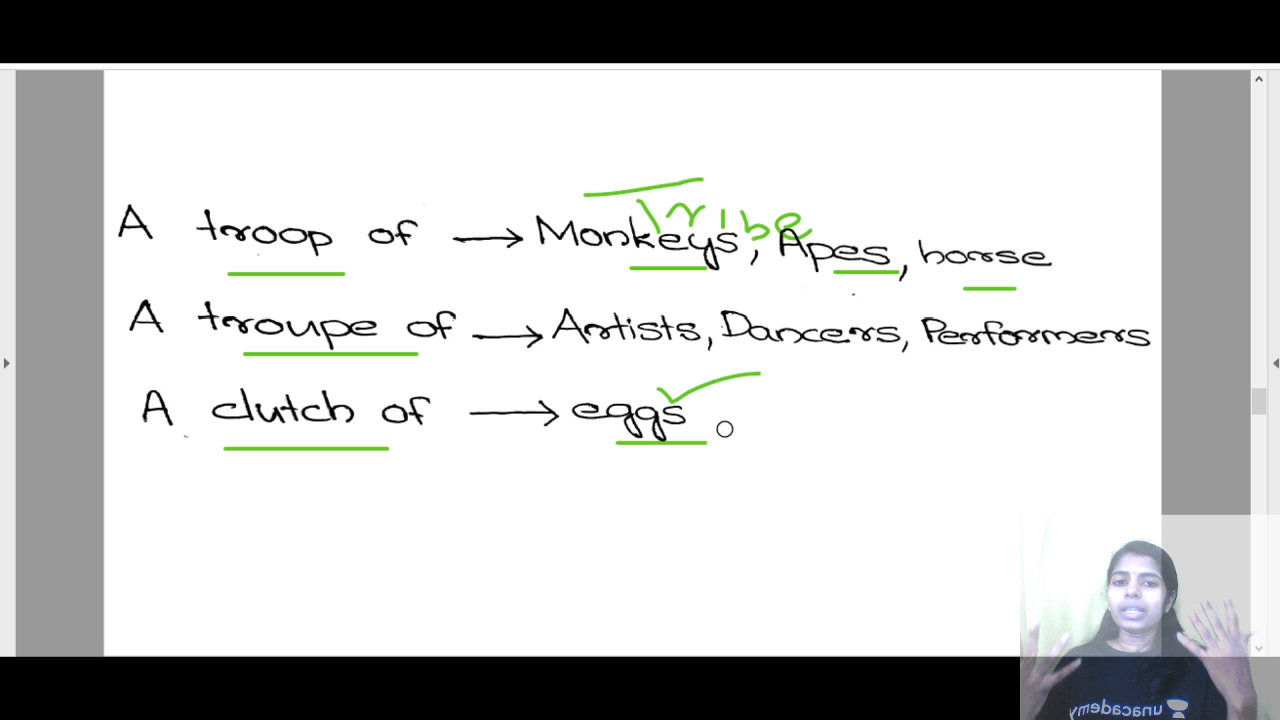 Tribe
A troop of → Monkeys, Apes, horse
A troupe of → Artists, Dancers, Performers
A clutch of → eggs
unacademy